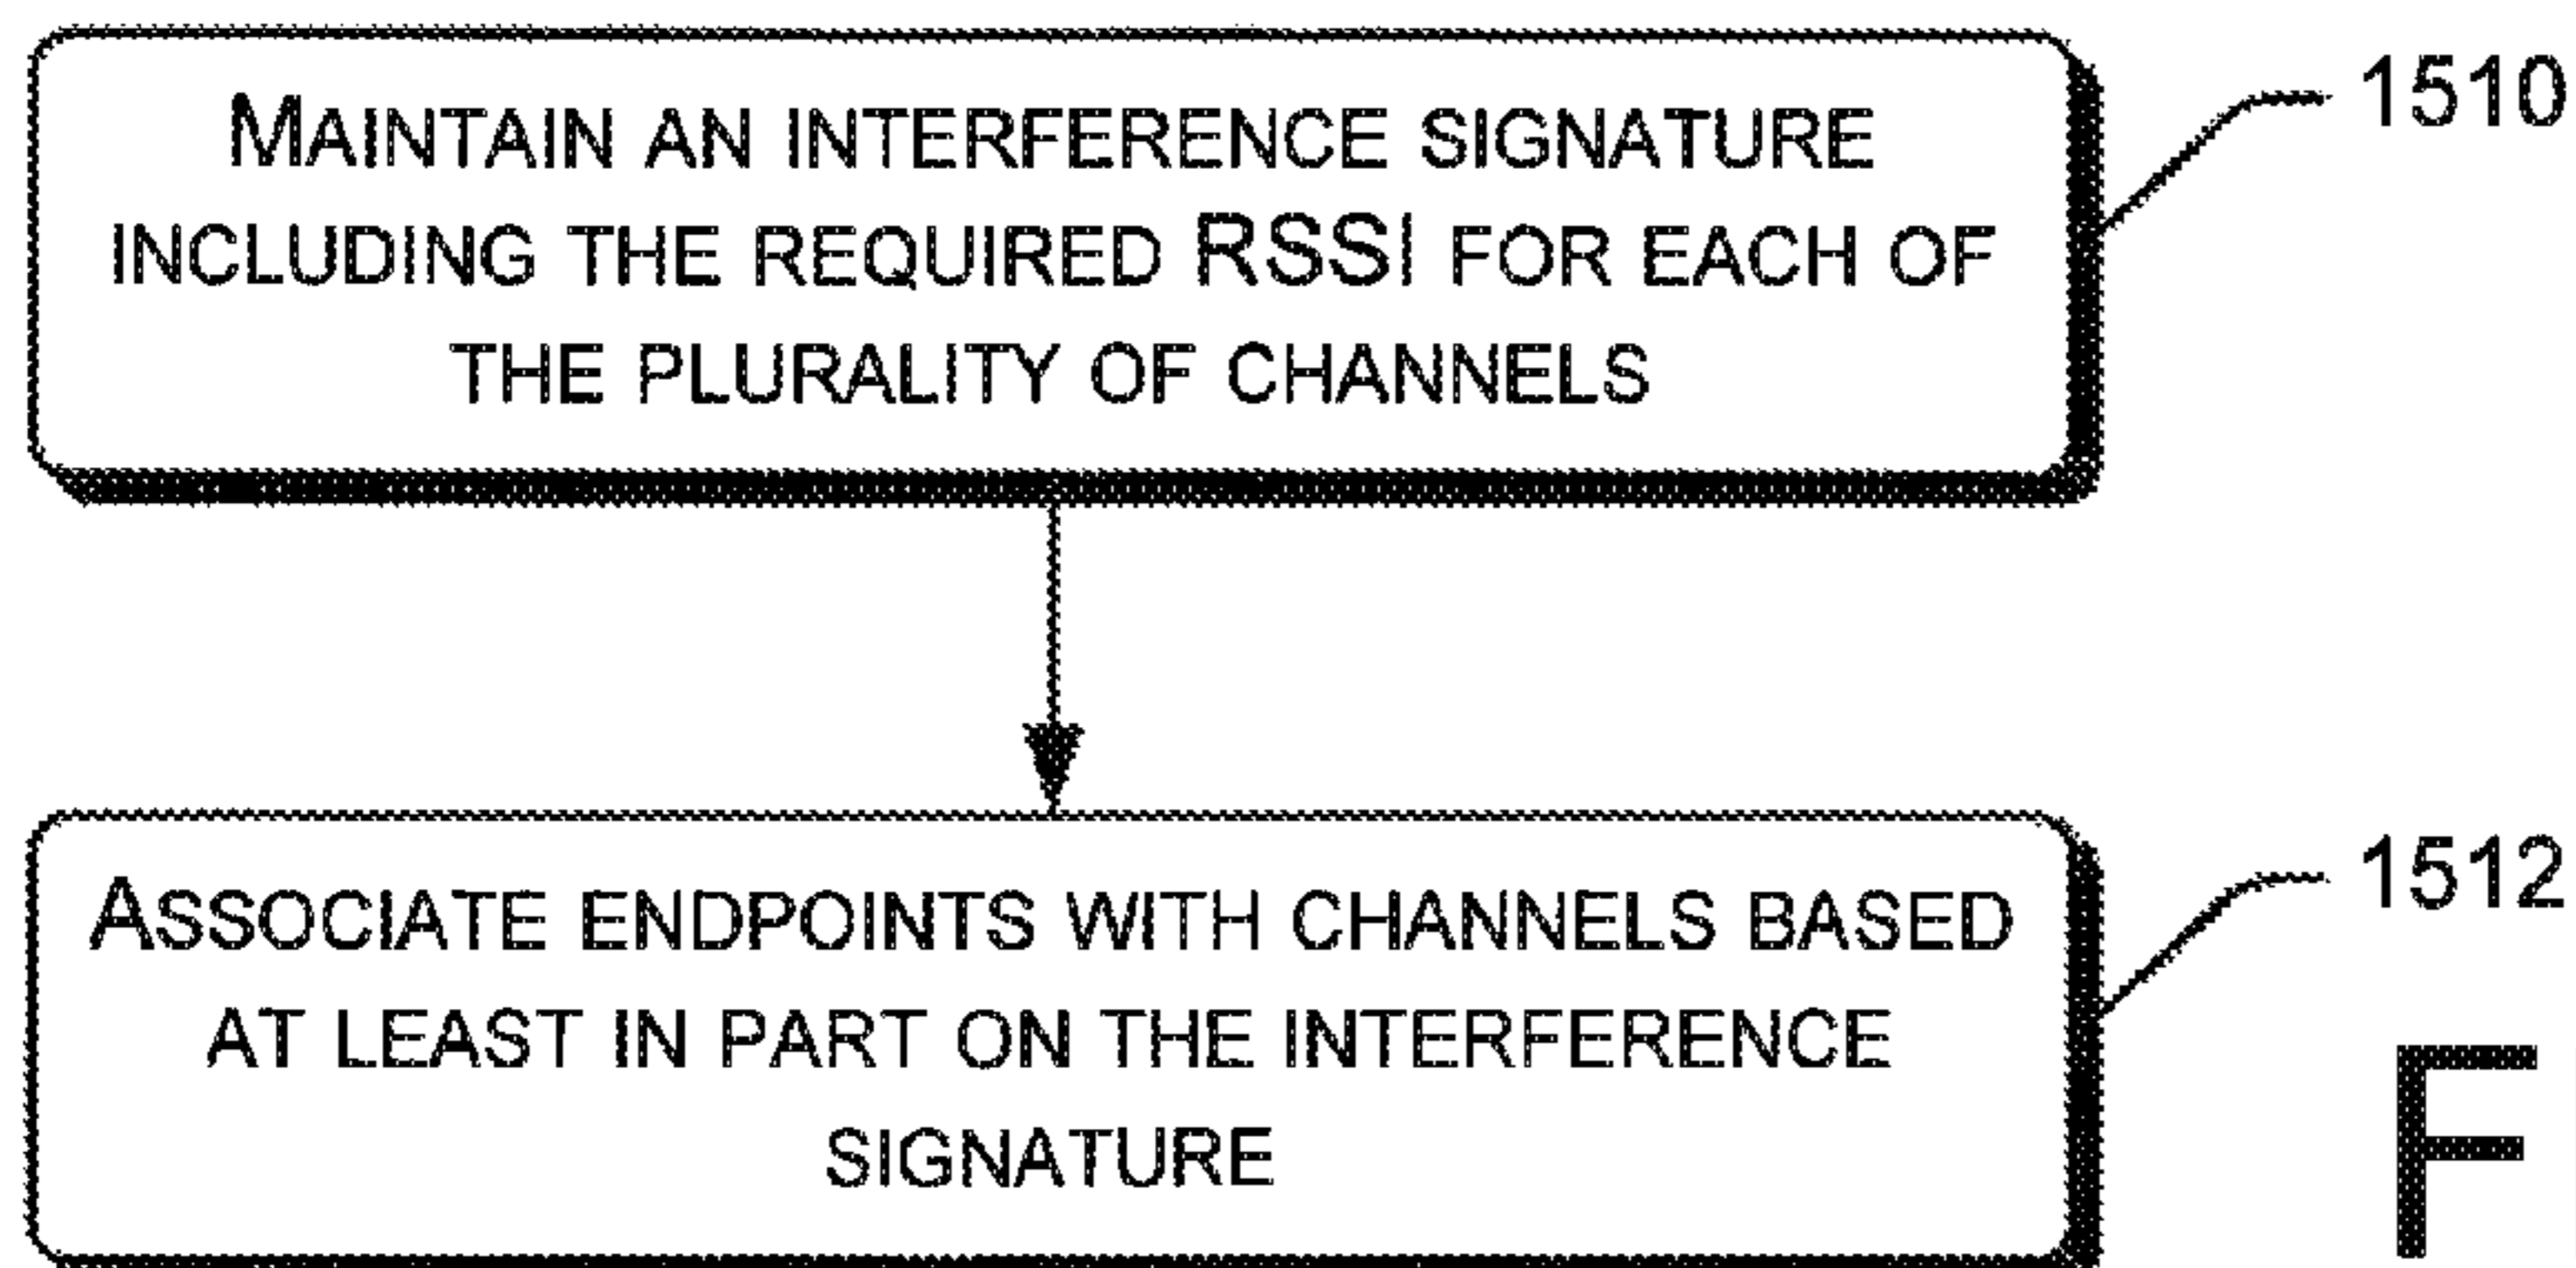 MAINTAIN AN INTERFERENCE SIGNATURE
INCLUDING THE REQUIRED RSSI FOR EACH OF
THE PLURALITY OF CHANNELS
1510
ASSOCIATE ENDPOINTS WITH CHANNELS BASED
AT LEAST IN PART ON THE INTERFERENCE
SIGNATURE
1512
F